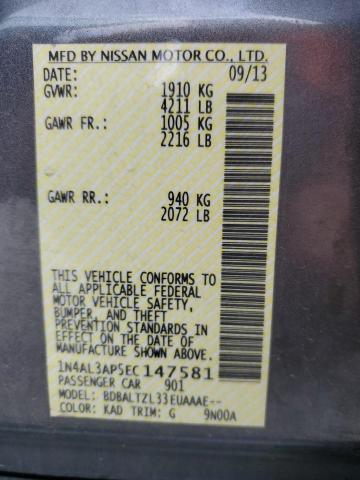 MFD BY NISSAN MOTOR CO., LTD.
DATE: 09/13
GVWR: 1910 KG
4211 LB
GAWR FR.: 1005 KG
2216 LB
GAWR RR.: 940 KG
2072 LB
THIS VEHICLE CONFORMS TO
ALL APPLICABLE FEDERAL
MOTOR VEHICLE SAFETY,
BUMPER, AND THEFT
PREVENTION STANDARDS IN
EFFECT ON THE DATE OF
MANUFACTURE SHOWN ABOVE.
1N4AL3AP5EC147581
PASSENGER CAR 901
MODEL: BDBALTZL33EUAAAE--
COLOR: KAD TRIM: G 9N00A